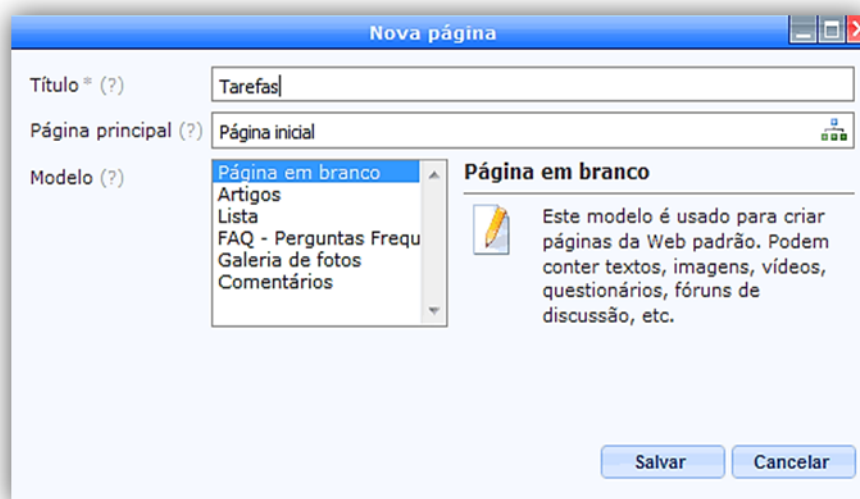 Nova página
Título * (?)
Tarefas
Página principal (?)
Página inicial
Modelo (?)
Página em branco
Artigos
Lista
FAQ - Perguntas Frequ
Galeria de fotos
Comentários
Página em branco
Este modelo é usado para criar
páginas da Web padrão. Podem
conter textos, imagens, vídeos,
questionários, fóruns de
discussão, etc.
Salvar
Cancelar